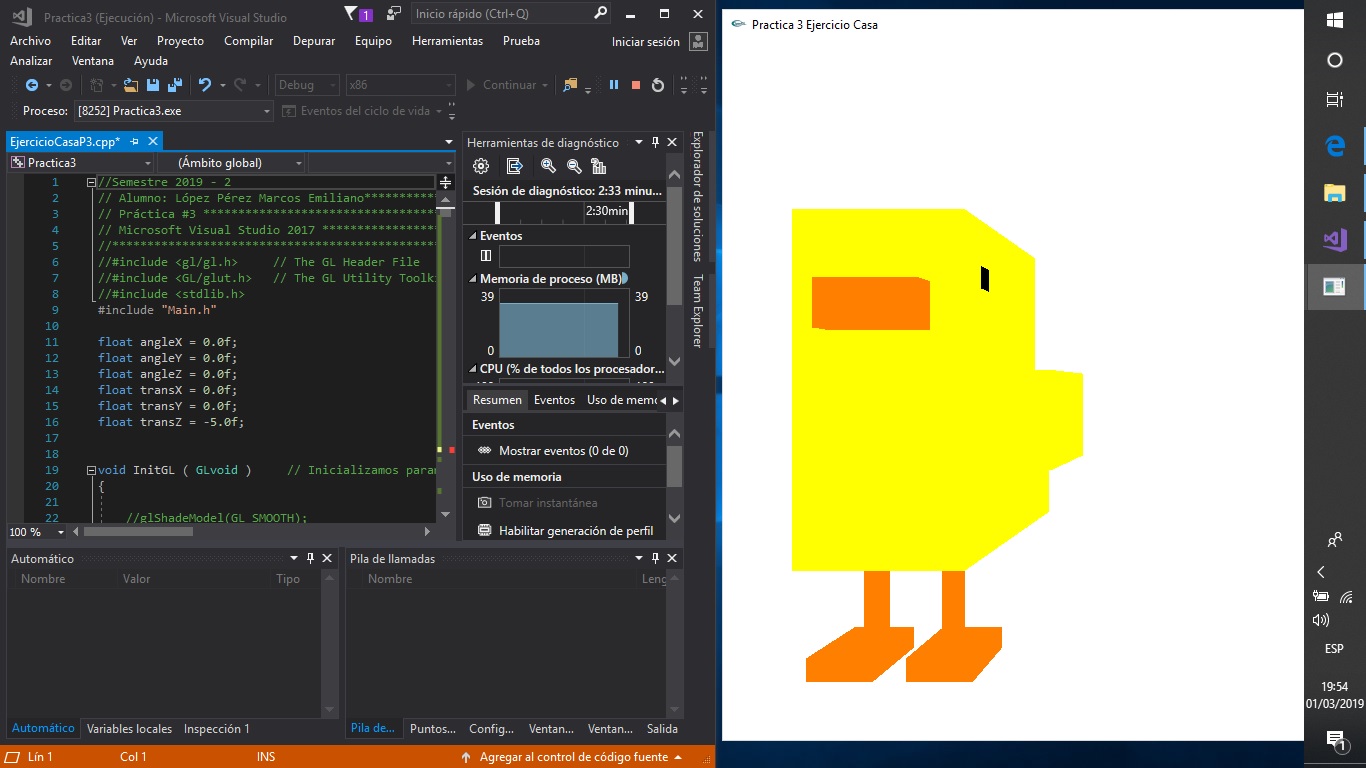 Practica3 (Ejecución) - Microsoft Visual Studio
1
Inicio rápido (Ctrl+Q)
Archivo Editar Ver Proyecto Compilar Depurar Equipo Herramientas Prueba
Iniciar sesión
Analizar Ventana Ayuda
Debug x86 Continuar
Proceso: [8252] Practica3.exe Eventos del ciclo de vida
EjercicioCasaP3.cpp*
Practica3 (Ámbito global)
1 //Semestre 2019 - 2
2 // Alumno: López Pérez Marcos Emiliano***********
3 // Práctica #3 **********************************
4 // Microsoft Visual Studio 2017 *****************
5 //***********************************************
6 //#include <gl/gl.h> // The GL Header File
7 //#include <GL/glut.h> // The GL Utility Toolki
8 //#include <stdlib.h>
9 #include "Main.h"
10
11 float angleX = 0.0f;
12 float angleY = 0.0f;
13 float angleZ = 0.0f;
14 float transX = 0.0f;
15 float transY = 0.0f;
16 float transZ = -5.0f;
17
18
19 void InitGL ( GLvoid ) // Inicializamos param
20 {
21
22 //glShadeModel(GL_SMOOTH);
100 %
Herramientas de diagnóstico
Sesión de diagnóstico: 2:33 minu...
2:30min
Eventos
Memoria de proceso (MB)
39 39
0 0
CPU (% de todos los procesador...
Resumen Eventos Uso de memo
Eventos
Mostrar eventos (0 de 0)
Uso de memoria
Tomar instantánea
Habilitar generación de perfil
Explorador de soluciones
Team Explorer
Automático
Nombre Valor Tipo
Automático Variables locales Inspección 1
Pila de llamadas
Nombre Leng
Pila de... Puntos... Config... Ventan... Ventan... Salida
Lín 1 Col 1 INS Agregar al control de código fuente
Practica 3 Ejercicio Casa
ESP
19:54
01/03/2019
1